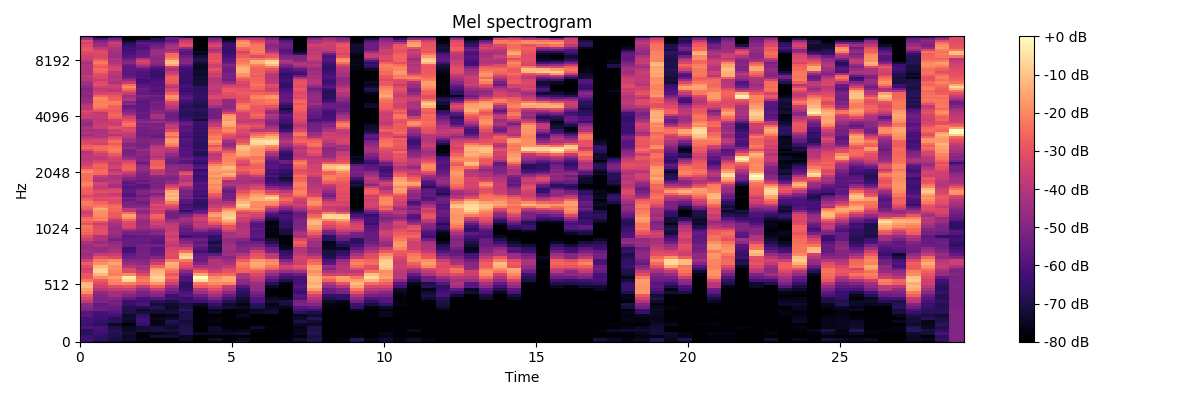 Mel spectrogram
8192
4096
2048
1024
512
0
Hz
0 5 10 15 20 25
Time
+0 dB
-10 dB
-20 dB
-30 dB
-40 dB
-50 dB
-60 dB
-70 dB
-80 dB